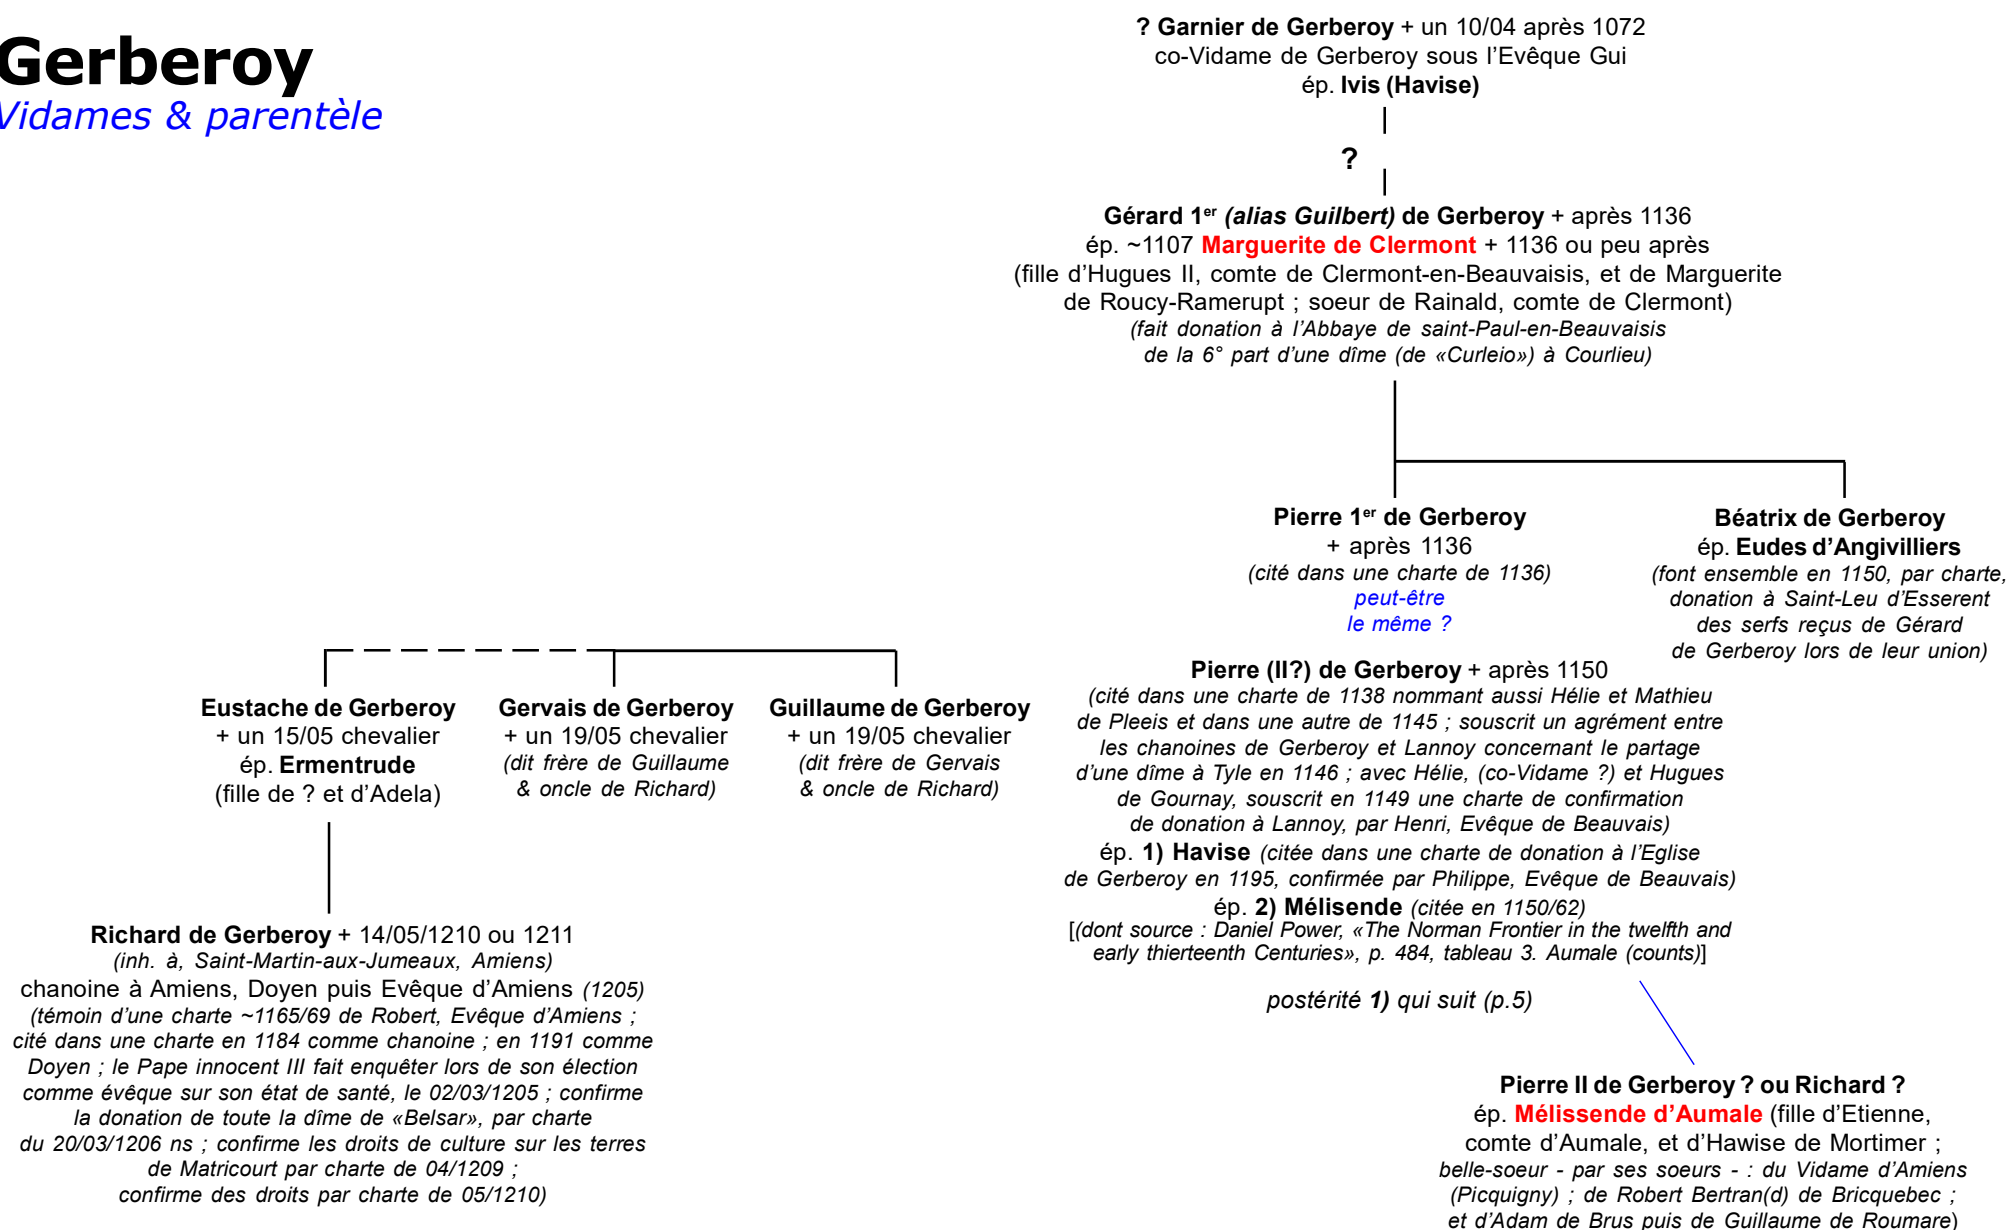 Gerberoy
Vidames & parentèle
? Garnier de Gerberoy + un 10/04 après 1072
co-Vidame de Gerberoy sous l'Evêque Gui
ép. Ivis (Havise)
?
Gérard 1er (alias Guilbert) de Gerberoy + après 1136
ép. ~1107 Marguerite de Clermont + 1136 ou peu après
(fille d'Hugues II, comte de Clermont-en-Beauvaisis, et de Marguerite
de Roucy-Ramerupt ; soeur de Rainald, comte de Clermont)
(fait donation à l'Abbaye de saint-Paul-en-Beauvaisis
de la 6° part d'une dîme (de «Curleio») à Courlieu)
Pierre 1er de Gerberoy
+ après 1136
(cité dans une charte de 1136)
peut-être
le même ?
Béatrix de Gerberoy
ép. Eudes d'Angivilliers
(font ensemble en 1150, par charte,
donation à Saint-Leu d'Esserent
des serfs reçus de Gérard
de Gerberoy lors de leur union)
Pierre (II?) de Gerberoy + après 1150
(cité dans une charte de 1138 nommant aussi Hélie et Mathieu
de Pleeis et dans une autre de 1145 ; souscrit un agrément entre
les chanoines de Gerberoy et Lannoy concernant le partage
d'une dîme à Tyle en 1146 ; avec Hélie, (co-Vidame ?) et Hugues
de Gournay, souscrit en 1149 une charte de confirmation
de donation à Lannoy, par Henri, Evêque de Beauvais)
ép. 1) Havise (citée dans une charte de donation à l'Eglise
de Gerberoy en 1195, confirmée par Philippe, Evêque de Beauvais)
ép. 2) Mélisende (citée en 1150/62)
[(dont source : Daniel Power, «The Norman Frontier in the twelfth and
early thierteenth Centuries», p. 484, tableau 3. Aumale (counts)]
postérité 1) qui suit (p.5)
Eustache de Gerberoy
+ un 15/05 chevalier
ép. Ermentrude
(fille de ? et d'Adela)
Gervais de Gerberoy
+ un 19/05 chevalier
(dit frère de Guillaume
& oncle de Richard)
Guillaume de Gerberoy
+ un 19/05 chevalier
(dit frère de Gervais
& oncle de Richard)
Richard de Gerberoy + 14/05/1210 ou 1211
(inh. à, Saint-Martin-aux-Jumeaux, Amiens)
chanoine à Amiens, Doyen puis Evêque d'Amiens (1205)
(témoin d'une charte ~1165/69 de Robert, Evêque d'Amiens ;
cité dans une charte en 1184 comme chanoine ; en 1191 comme
Doyen ; le Pape innocent III fait enquêter lors de son élection
comme évêque sur son état de santé, le 02/03/1205 ; confirme
la donation de toute la dîme de «Belsar», par charte
du 20/03/1206 ns ; confirme les droits de culture sur les terres
de Matricourt par charte de 04/1209 ;
confirme des droits par charte de 05/1210)
Pierre II de Gerberoy ? ou Richard ?
ép. Mélissende d'Aumale (fille d'Etienne,
comte d'Aumale, et d'Hawise de Mortimer ;
belle-soeur - par ses soeurs - : du Vidame d'Amiens
(Picquigny) ; de Robert Bertran(d) de Bricquebec ;
et d'Adam de Brus puis de Guillaume de Roumare)